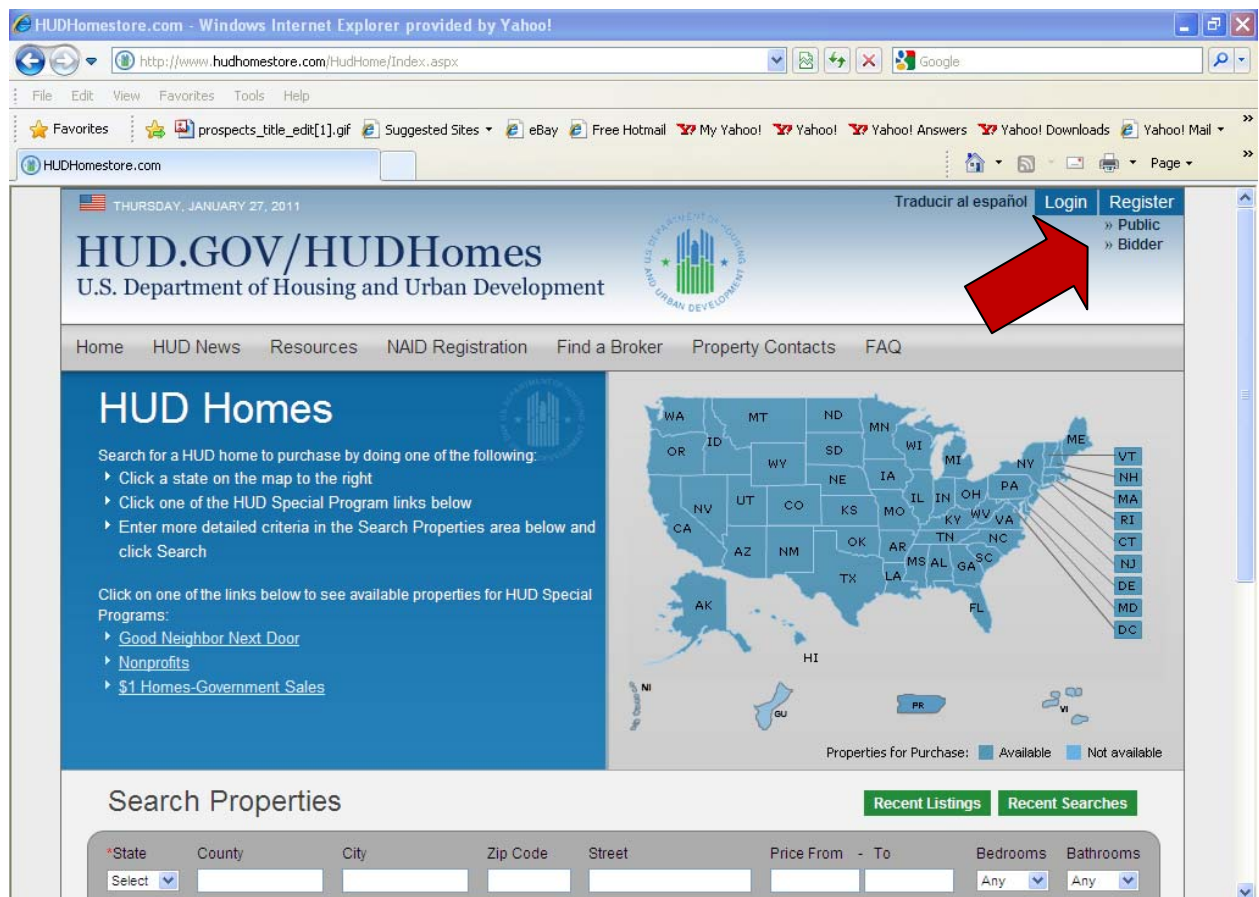 HUDHomestore.com - Windows Internet Explorer provided by Yahoo!
http://www.hudhomestore.com/HudHome/Index.aspx
Google
File Edit View Favorites Tools Help
Favorites prospects_title_edit[1].gif Suggested Sites eBay Free Hotmail My Yahoo! Yahoo! Yahoo! Answers Yahoo! Downloads Yahoo! Mail »
HUDHomestore.com Page »
THURSDAY, JANUARY 27, 2011 Traducir al español Login Register
» Public
» Bidder
HUD.GOV/HUDHomes
U.S. Department of Housing and Urban Development
U.S. DEPARTMENT OF HOUSING AND URBAN DEVELOPMENT
Home HUD News Resources NAID Registration Find a Broker Property Contacts FAQ
HUD Homes
Search for a HUD home to purchase by doing one of the following:
Click a state on the map to the right
Click one of the HUD Special Program links below
Enter more detailed criteria in the Search Properties area below and
click Search
Click on one of the links below to see available properties for HUD Special
Programs:
Good Neighbor Next Door
Nonprofits
$1 Homes-Government Sales
WA MT ND MN ME
OR ID SD WI MI NY VT
WY NE IA PA NH
NV UT CO KS MO IL IN OH WV VA MA
CA KY RI
AZ NM OK AR TN NC CT
MS AL GA SC NJ
TX LA DE
AK FL MD
DC
HI
NI GU PR VI
Properties for Purchase: Available Not available
Search Properties Recent Listings Recent Searches
*State County City Zip Code Street Price From - To Bedrooms Bathrooms
Select Any Any